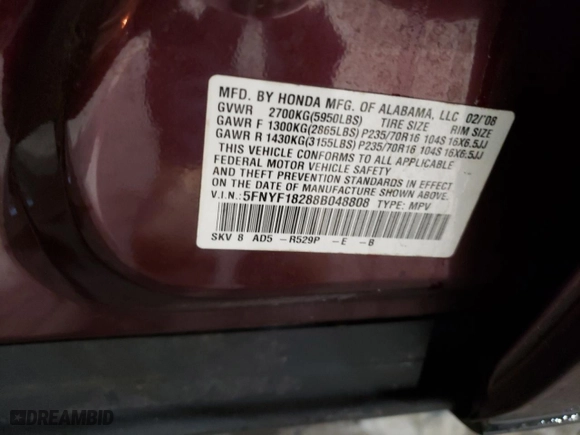 MFD. BY HONDA MFG. OF ALABAMA, LLC 02/'08
GVWR 2700KG(5950LBS) TIRE SIZE RIM SIZE
GAWR F 1300KG(2865LBS) P235/70R16 104S 16X6.5JJ
GAWR R 1430KG(3155LBS) P235/70R16 104S 16X6.5JJ
THIS VEHICLE CONFORMS TO ALL APPLICABLE
FEDERAL MOTOR VEHICLE SAFETY
AND THEFT PREVENTION STANDARDS IN EFFECT
ON THE DATE OF MANUFACTURE SHOWN ABOVE.
V.I.N.:5FNYF18288B048808 TYPE: MPV
SKV 8 AD5 -R529P -E -B
DREAMBID